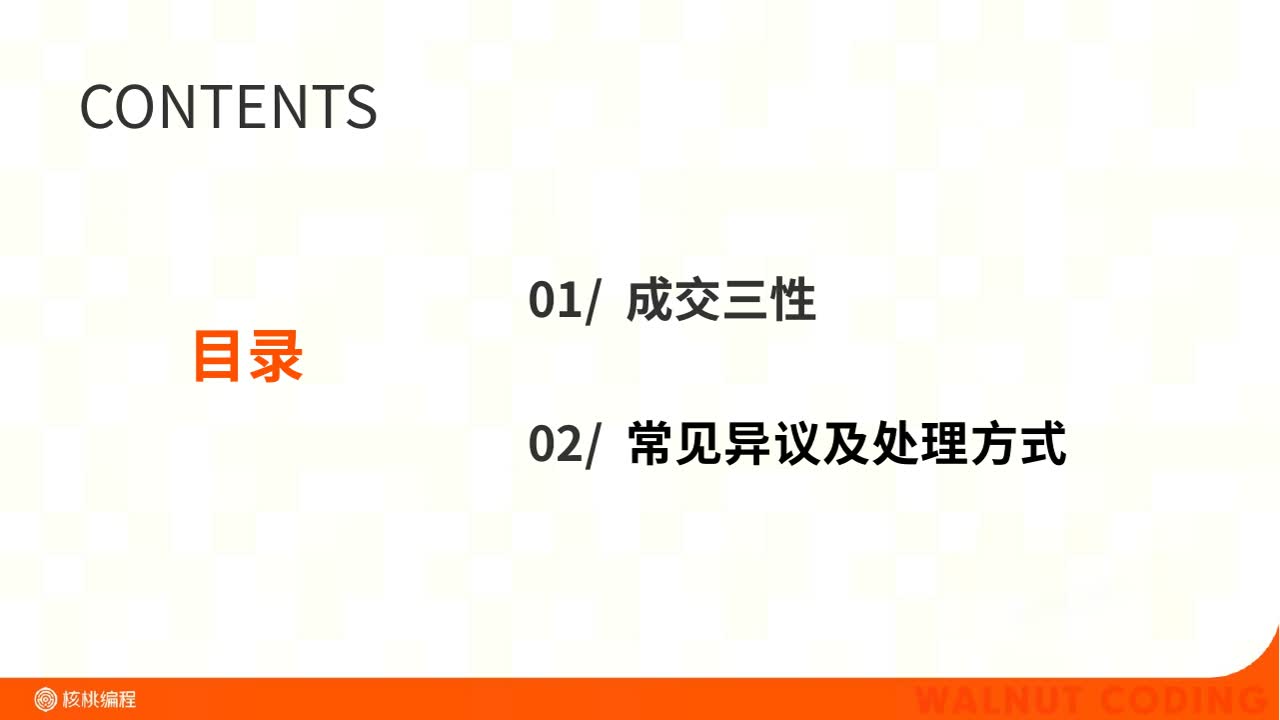 CONTENTS
目录
01/ 成交三性
02/ 常见异议及处理方式
核桃编程
WALNUT CODING